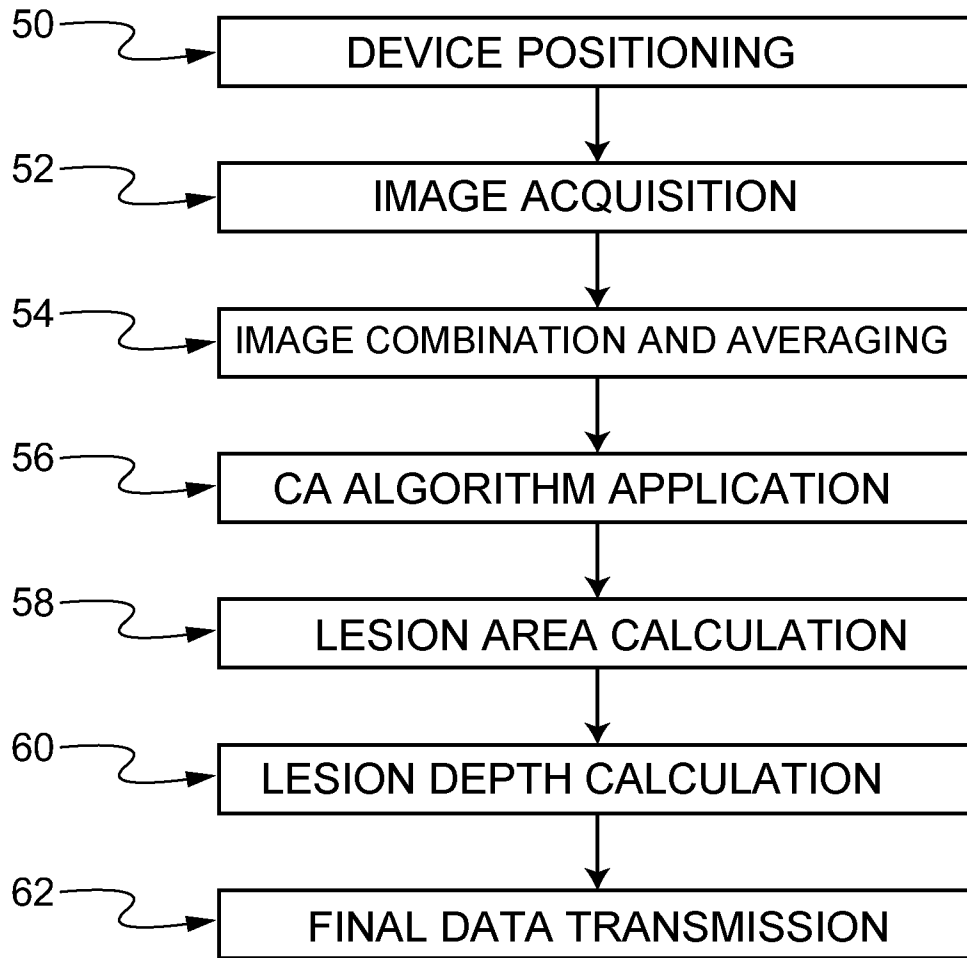 50 DEVICE POSITIONING
52 IMAGE ACQUISITION
54 IMAGE COMBINATION AND AVERAGING
56 CA ALGORITHM APPLICATION
58 LESION AREA CALCULATION
60 LESION DEPTH CALCULATION
62 FINAL DATA TRANSMISSION